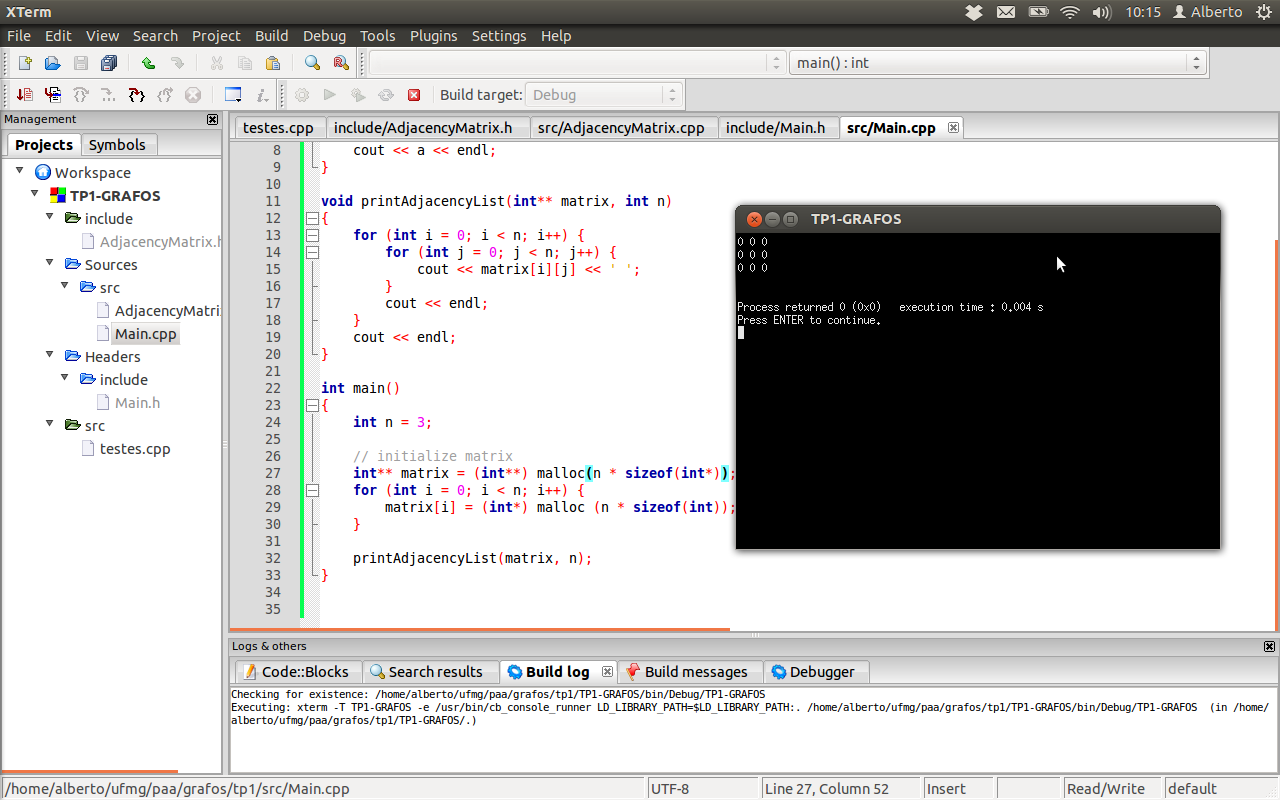 XTerm
10:15 Alberto
File Edit View Search Project Build Debug Tools Plugins Settings Help
main() : int
Build target: Debug
Management
Projects Symbols
Workspace
TP1-GRAFOS
include
AdjacencyMatrix.h
Sources
src
AdjacencyMatri
Main.cpp
Headers
include
Main.h
src
testes.cpp
testes.cpp include/AdjacencyMatrix.h src/AdjacencyMatrix.cpp include/Main.h src/Main.cpp
8 cout << a << endl;
9 }
10
11 void printAdjacencyList(int** matrix, int n)
12 {
13 for (int i = 0; i < n; i++) {
14 for (int j = 0; j < n; j++) {
15 cout << matrix[i][j] << ' ';
16 }
17 cout << endl;
18 }
19 cout << endl;
20 }
21
22 int main()
23 {
24 int n = 3;
25
26 // initialize matrix
27 int** matrix = (int**) malloc(n * sizeof(int*));
28 for (int i = 0; i < n; i++) {
29 matrix[i] = (int*) malloc (n * sizeof(int));
30 }
31
32 printAdjacencyList(matrix, n);
33 }
34
35
TP1-GRAFOS
0 0 0
0 0 0
0 0 0
Process returned 0 (0x0) execution time : 0.004 s
Press ENTER to continue.
Logs & others
Code::Blocks Search results Build log Build messages Debugger
Checking for existence: /home/alberto/ufmg/paa/grafos/tp1/TP1-GRAFOS/bin/Debug/TP1-GRAFOS
Executing: xterm -T TP1-GRAFOS -e /usr/bin/cb_console_runner LD_LIBRARY_PATH=$LD_LIBRARY_PATH:. /home/alberto/ufmg/paa/grafos/tp1/TP1-GRAFOS/bin/Debug/TP1-GRAFOS (in /home/
alberto/ufmg/paa/grafos/tp1/TP1-GRAFOS/.)
/home/alberto/ufmg/paa/grafos/tp1/src/Main.cpp UTF-8 Line 27, Column 52 Insert Read/Write default